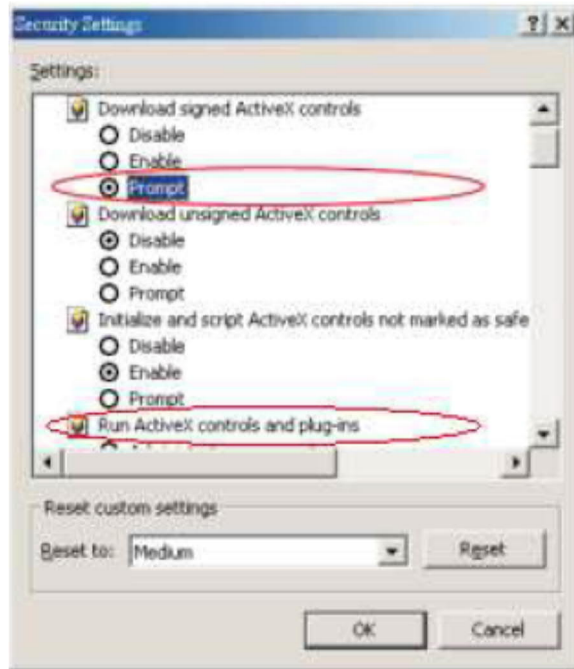 Security Settings
Settings:
Download signed ActiveX controls
Disable
Enable
Prompt
Download unsigned ActiveX controls
Disable
Enable
Prompt
Initialize and script ActiveX controls not marked as safe
Disable
Enable
Prompt
Run ActiveX controls and plug-ins
Reset custom settings
Reset to: Medium Reset
OK Cancel